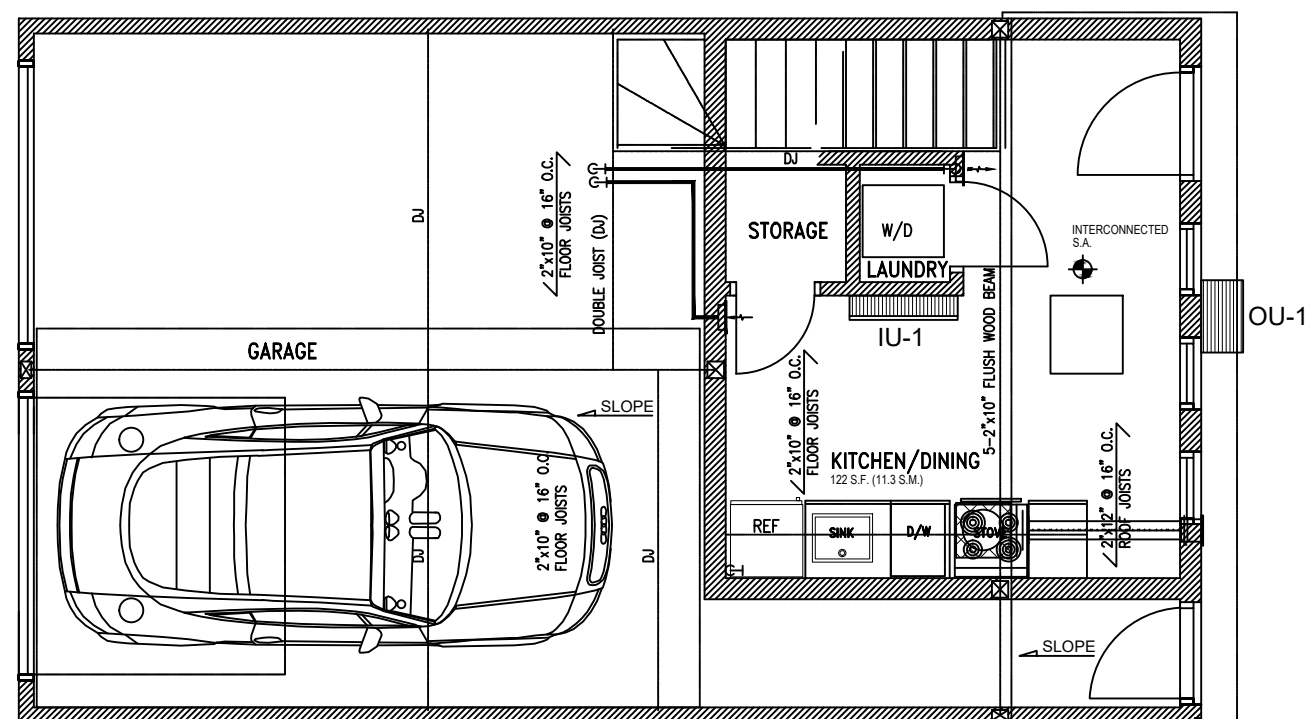 DJ
DJ
2"x10" @ 16" O.C.
FLOOR JOISTS
DOUBLE JOIST (DJ)
STORAGE
W/D
LAUNDRY
INTERCONNECTED
S.A.
OU-1
IU-1
5-2"x10" FLUSH WOOD BEAM
GARAGE
SLOPE
2"x10" @ 16" O.C.
FLOOR JOISTS
KITCHEN/DINING
122 S.F. (11.3 S.M.)
2"x12" @ 16" O.C.
ROOF JOISTS
2"x10" @ 16" O.C.
FLOOR JOISTS
DJ
DJ
REF
SINK
D/W
STOVE
SLOPE